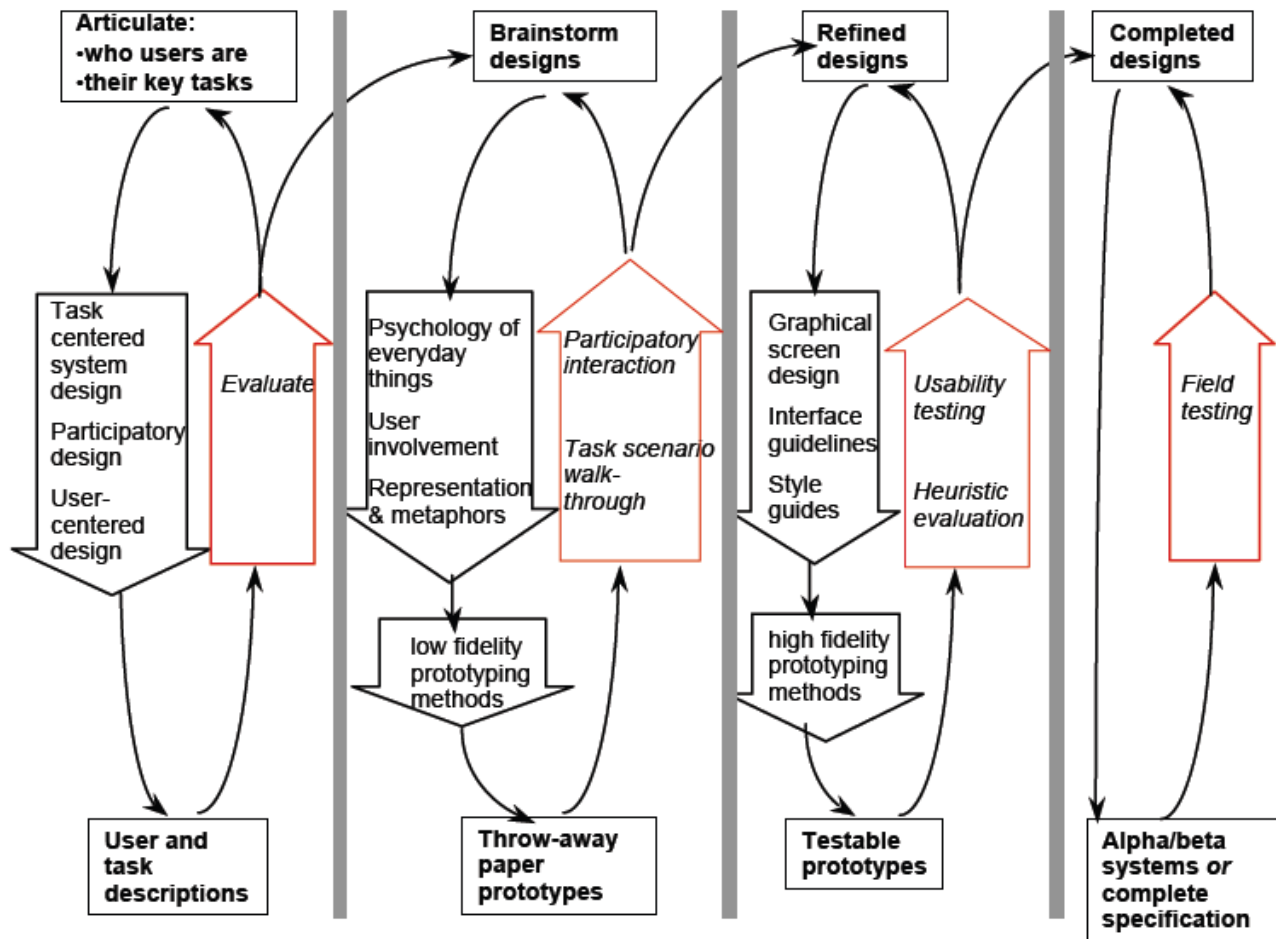 Articulate:
•who users are
•their key tasks
Task
centered
system
design
Participatory
design
User-
centered
design
Evaluate
User and
task
descriptions
Brainstorm
designs
Psychology of
everyday
things
User
involvement
Representation
& metaphors
low fidelity
prototyping
methods
Participatory
interaction
Task scenario
walk-
through
Throw-away
paper
prototypes
Refined
designs
Graphical
screen
design
Interface
guidelines
Style
guides
high fidelity
prototyping
methods
Usability
testing
Heuristic
evaluation
Testable
prototypes
Completed
designs
Field
testing
Alpha/beta
systems or
complete
specification